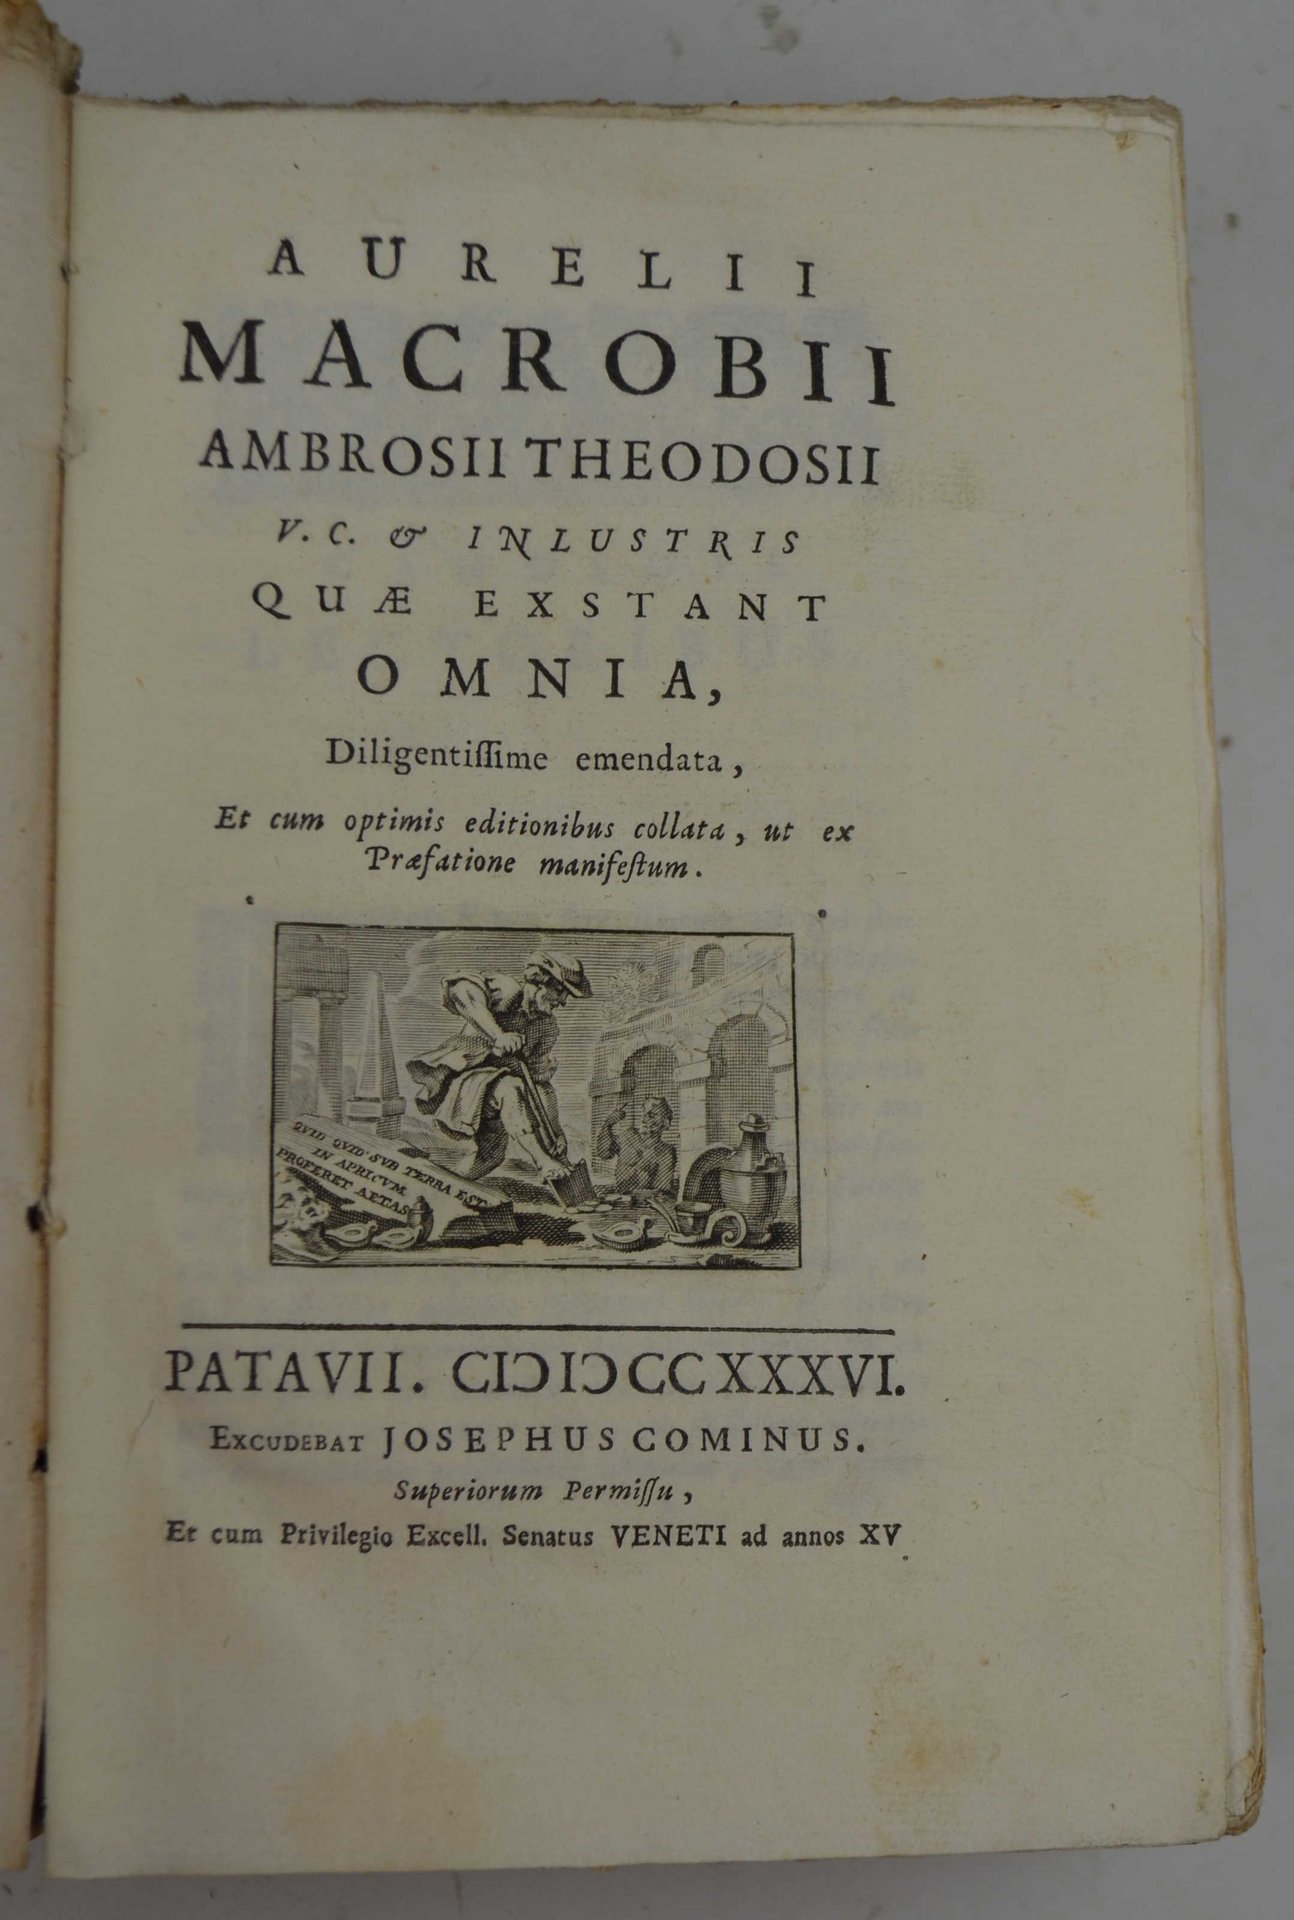 AURELII
MACROBII
AMBROSII THEODOSII
V. C. & INLUSTRIS
QUÆ EXSTANT
OMNIA,
Diligentiſſime emendata,
Et cum optimis editionibus collata, ut ex
Præfatione manifeſtum.
QVID QVID SVB TERRA EST
IN APRICVM
PROFERET AETAS
PATAVII. CIↃIↃCCXXXVI.
EXCUDEBAT JOSEPHUS COMINUS.
Superiorum Permiſſu,
Et cum Privilegio Excell. Senatus VENETI ad annos XV.